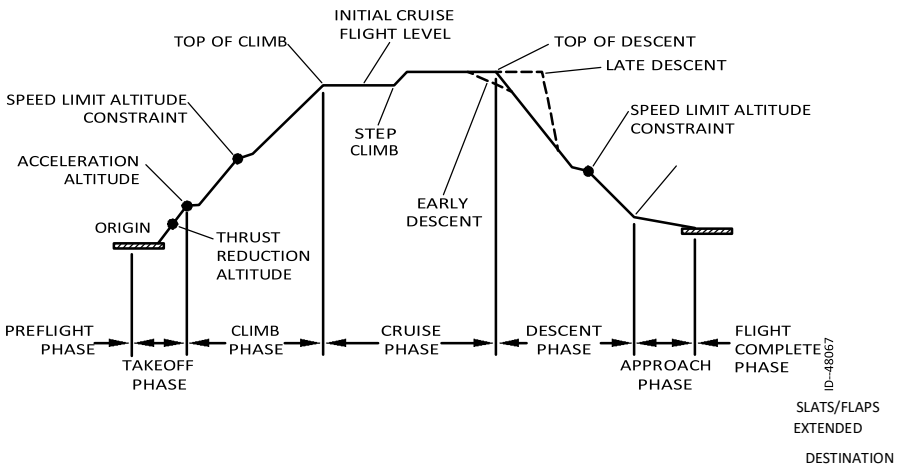 INITIAL CRUISE
FLIGHT LEVEL
TOP OF CLIMB
TOP OF DESCENT
LATE DESCENT
SPEED LIMIT ALTITUDE
CONSTRAINT
SPEED LIMIT ALTITUDE
CONSTRAINT
STEP
CLIMB
ACCELERATION
ALTITUDE
EARLY
DESCENT
ORIGIN
THRUST
REDUCTION
ALTITUDE
PREFLIGHT
PHASE
TAKEOFF
PHASE
CLIMB
PHASE
CRUISE
PHASE
DESCENT
PHASE
APPROACH
PHASE
FLIGHT
COMPLETE
PHASE
ID--48067
SLATS/FLAPS
EXTENDED
DESTINATION